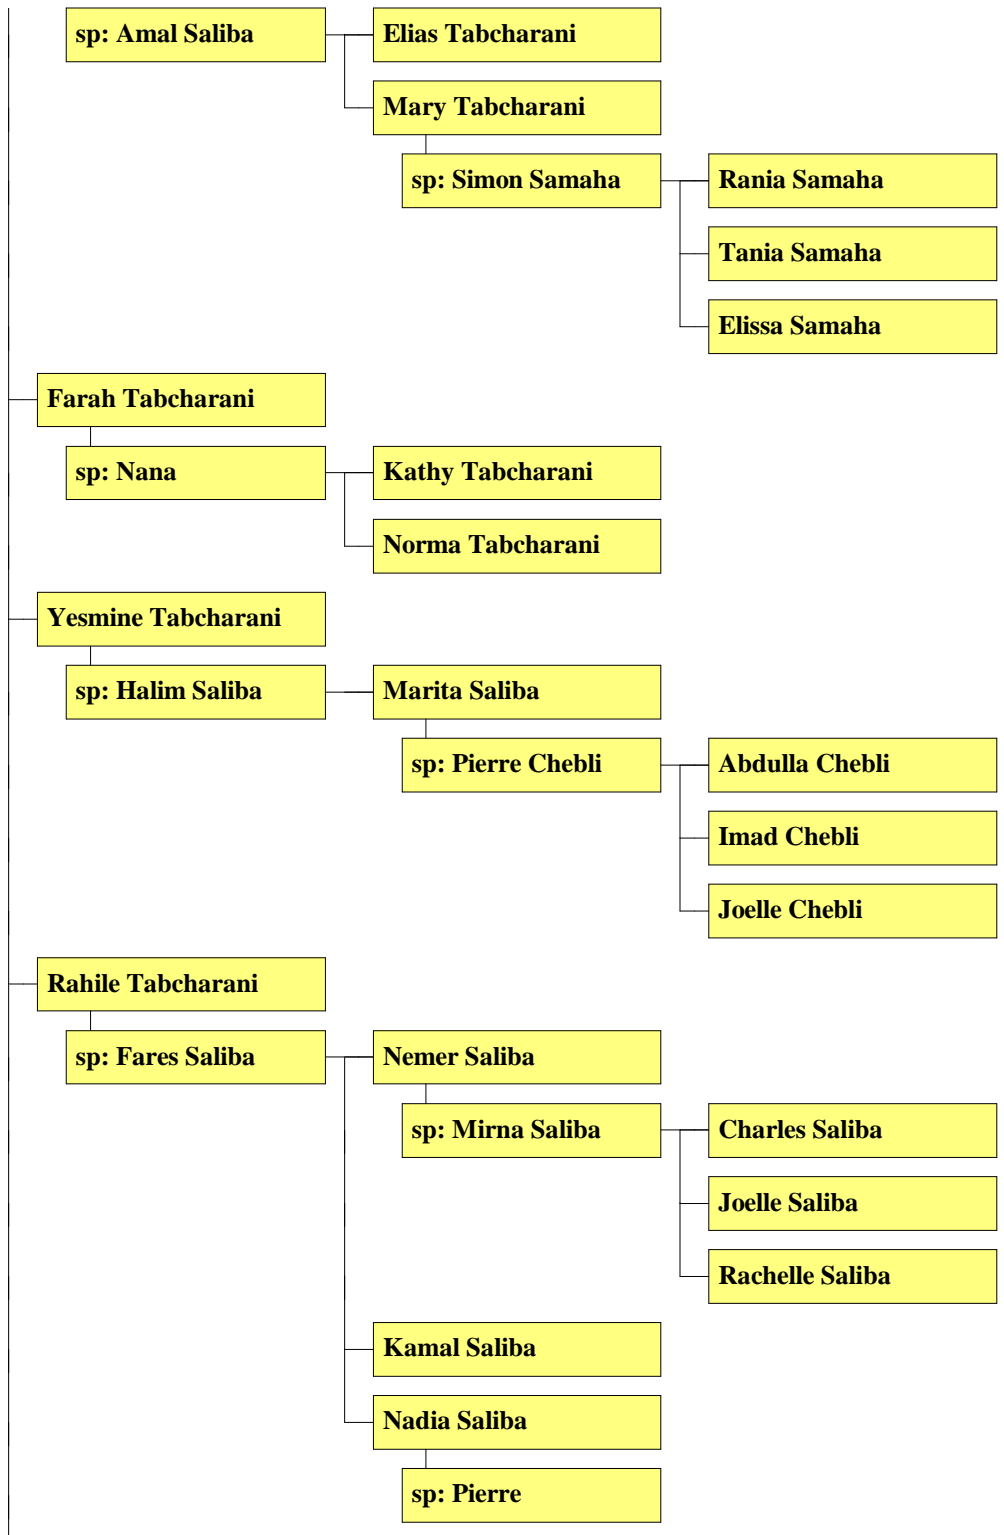 sp: Amal Saliba
Elias Tabcharani
Mary Tabcharani
sp: Simon Samaha
Rania Samaha
Tania Samaha
Elissa Samaha
Farah Tabcharani
sp: Nana
Kathy Tabcharani
Norma Tabcharani
Yesmine Tabcharani
sp: Halim Saliba
Marita Saliba
sp: Pierre Chebli
Abdulla Chebli
Imad Chebli
Joelle Chebli
Rahile Tabcharani
sp: Fares Saliba
Nemer Saliba
sp: Mirna Saliba
Charles Saliba
Joelle Saliba
Rachelle Saliba
Kamal Saliba
Nadia Saliba
sp: Pierre